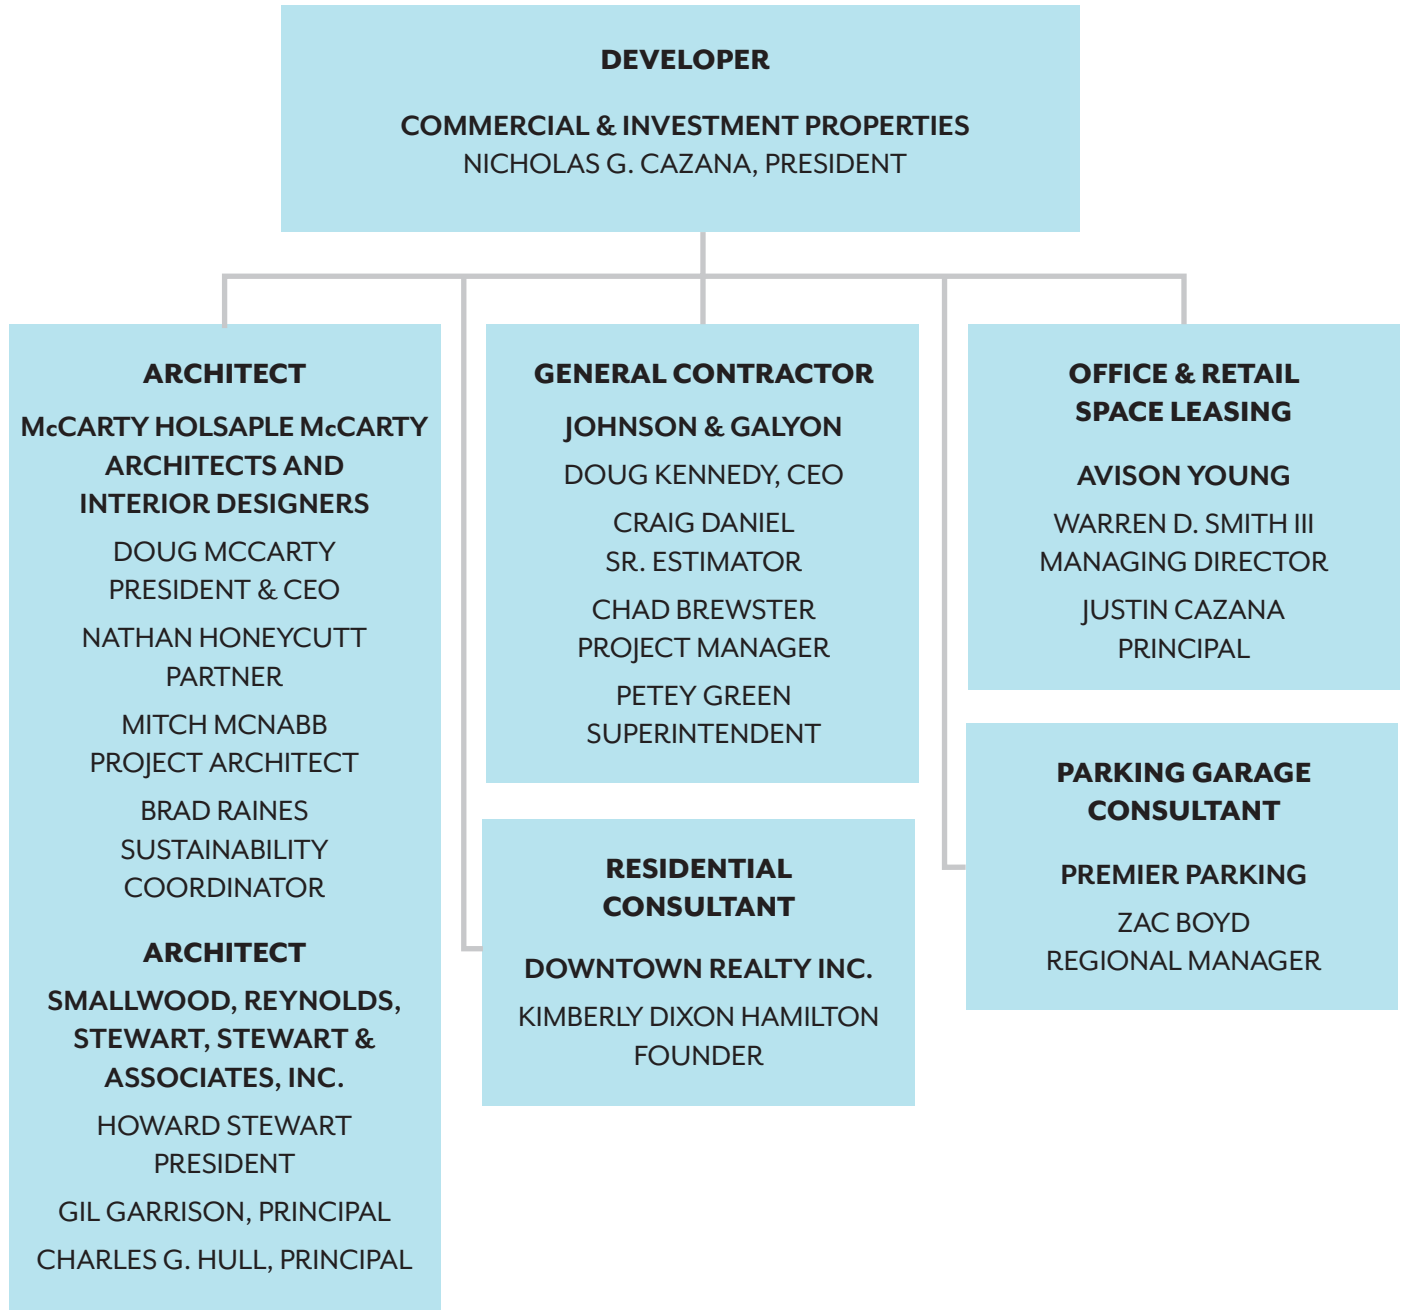 DEVELOPER
COMMERCIAL & INVESTMENT PROPERTIES
NICHOLAS G. CAZANA, PRESIDENT
ARCHITECT
McCARTY HOLSAPLE McCARTY
ARCHITECTS AND
INTERIOR DESIGNERS
DOUG MCCARTY
PRESIDENT & CEO
NATHAN HONEYCUTT
PARTNER
MITCH MCNABB
PROJECT ARCHITECT
BRAD RAINES
SUSTAINABILITY
COORDINATOR
ARCHITECT
SMALLWOOD, REYNOLDS,
STEWART, STEWART &
ASSOCIATES, INC.
HOWARD STEWART
PRESIDENT
GIL GARRISON, PRINCIPAL
CHARLES G. HULL, PRINCIPAL
GENERAL CONTRACTOR
JOHNSON & GALYON
DOUG KENNEDY, CEO
CRAIG DANIEL
SR. ESTIMATOR
CHAD BREWSTER
PROJECT MANAGER
PETEY GREEN
SUPERINTENDENT
RESIDENTIAL
CONSULTANT
DOWNTOWN REALTY INC.
KIMBERLY DIXON HAMILTON
FOUNDER
OFFICE & RETAIL
SPACE LEASING
AVISON YOUNG
WARREN D. SMITH III
MANAGING DIRECTOR
JUSTIN CAZANA
PRINCIPAL
PARKING GARAGE
CONSULTANT
PREMIER PARKING
ZAC BOYD
REGIONAL MANAGER